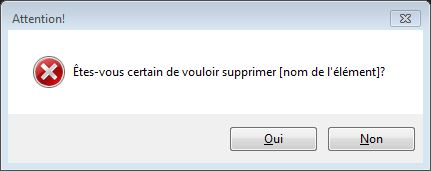 Attention!
Êtes-vous certain de vouloir supprimer [nom de l'élément]?
Oui
Non